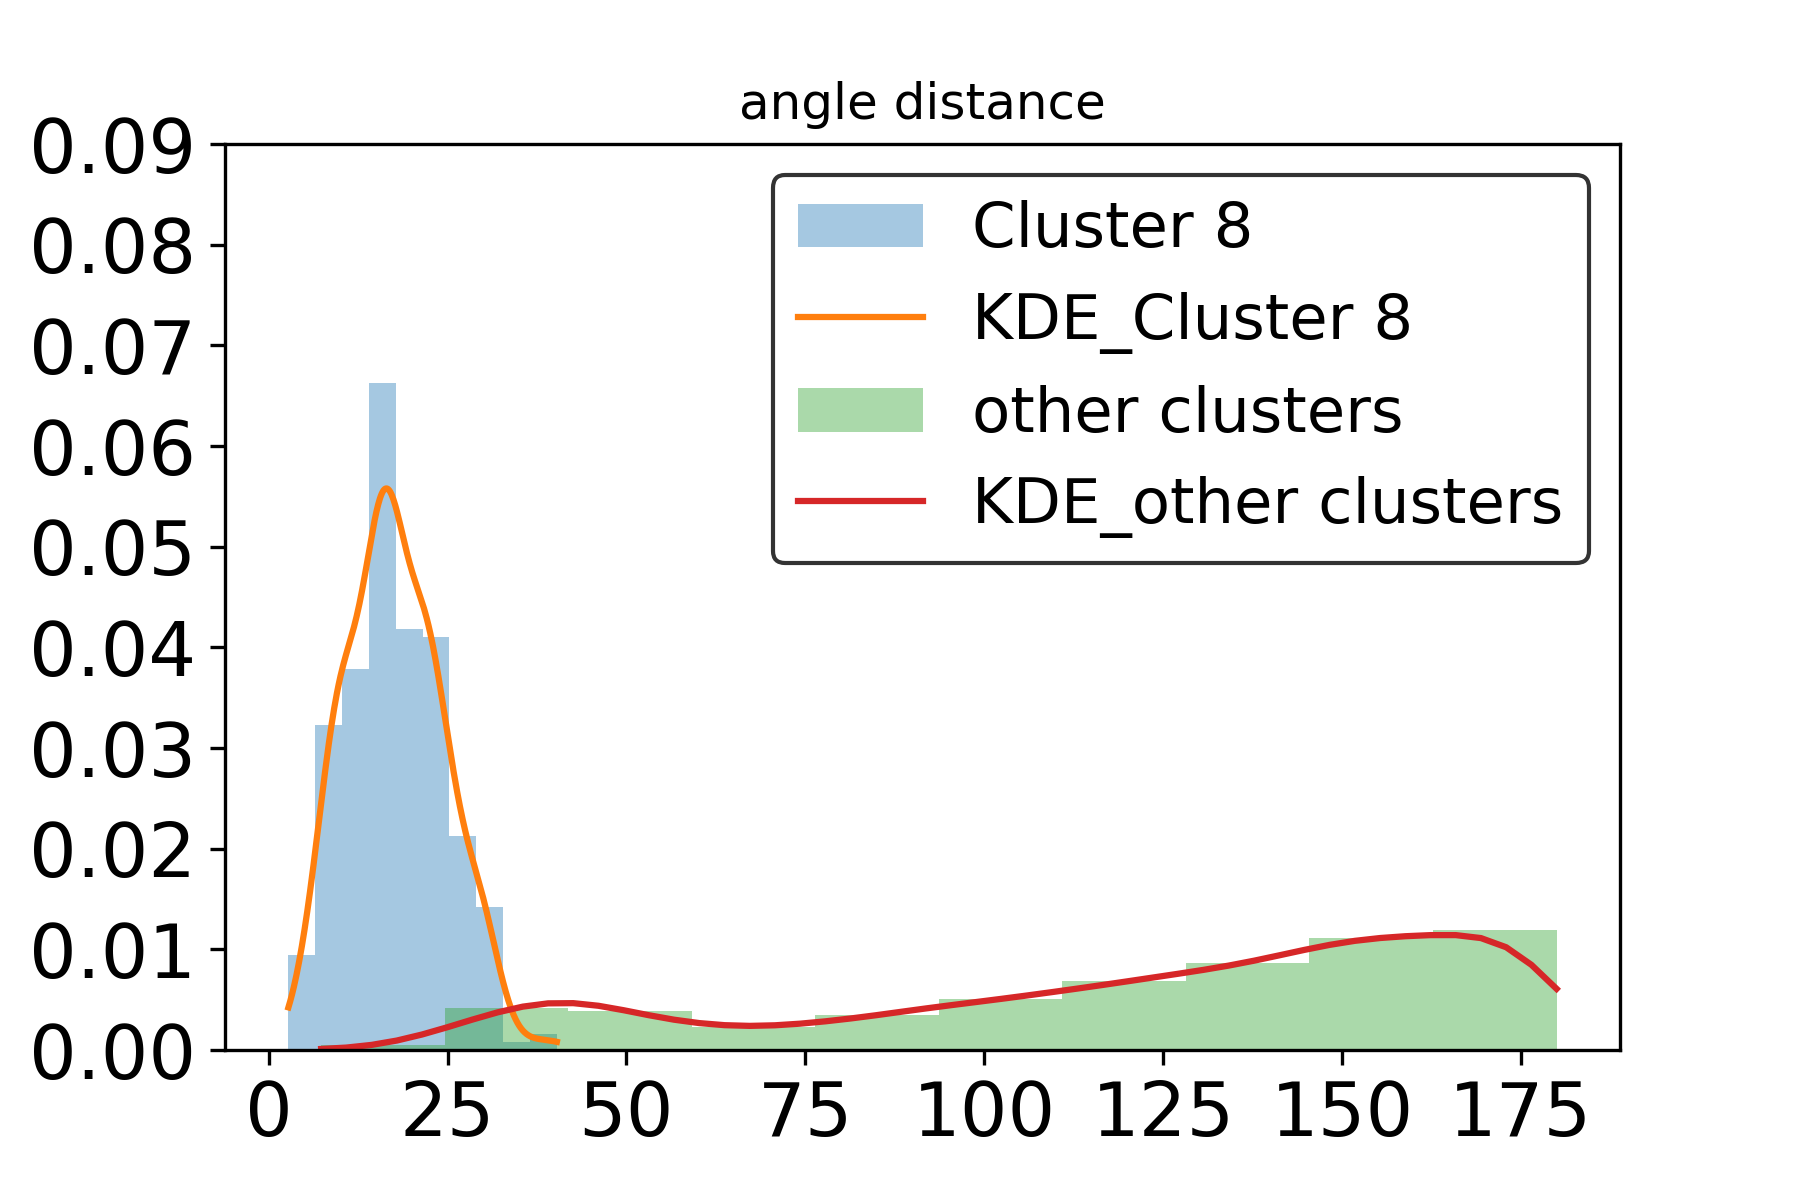 angle distance
0.09
0.08
0.07
0.06
0.05
0.04
0.03
0.02
0.01
0.00
Cluster 8
KDE_Cluster 8
other clusters
KDE_other clusters
0 25 50 75 100 125 150 175